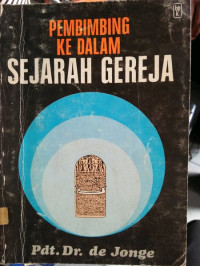 PEMBIMBING
KE DALAM
SEJARAH GEREJA
Pdt. Dr. de Jonge